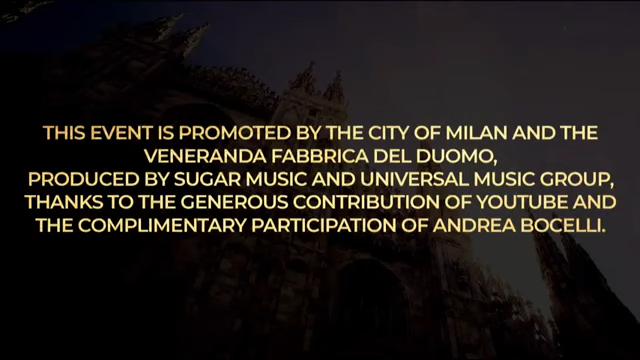 THIS EVENT IS PROMOTED BY THE CITY OF MILAN AND THE
VENERANDA FABBRICA DEL DUOMO,
PRODUCED BY SUGAR MUSIC AND UNIVERSAL MUSIC GROUP,
THANKS TO THE GENEROUS CONTRIBUTION OF YOUTUBE AND
THE COMPLIMENTARY PARTICIPATION OF ANDREA BOCELLI.